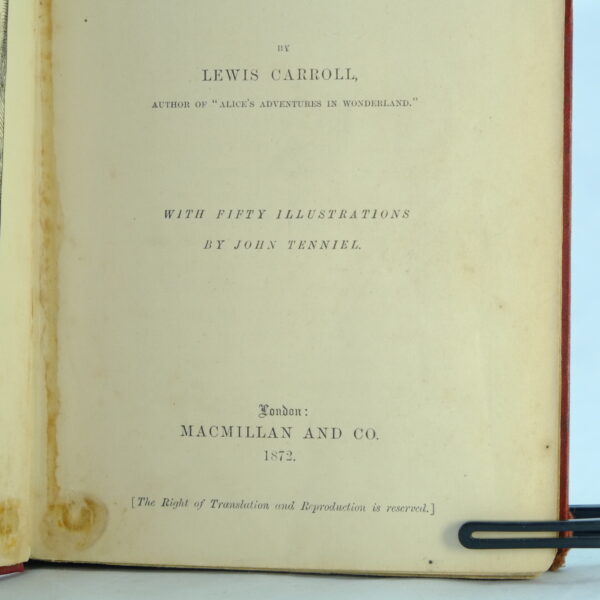 BY
LEWIS CARROLL,
AUTHOR OF "ALICE'S ADVENTURES IN WONDERLAND."
WITH FIFTY ILLUSTRATIONS
BY JOHN TENNIEL.
London:
MACMILLAN AND CO.
1872.
[The Right of Translation and Reproduction is reserved.]